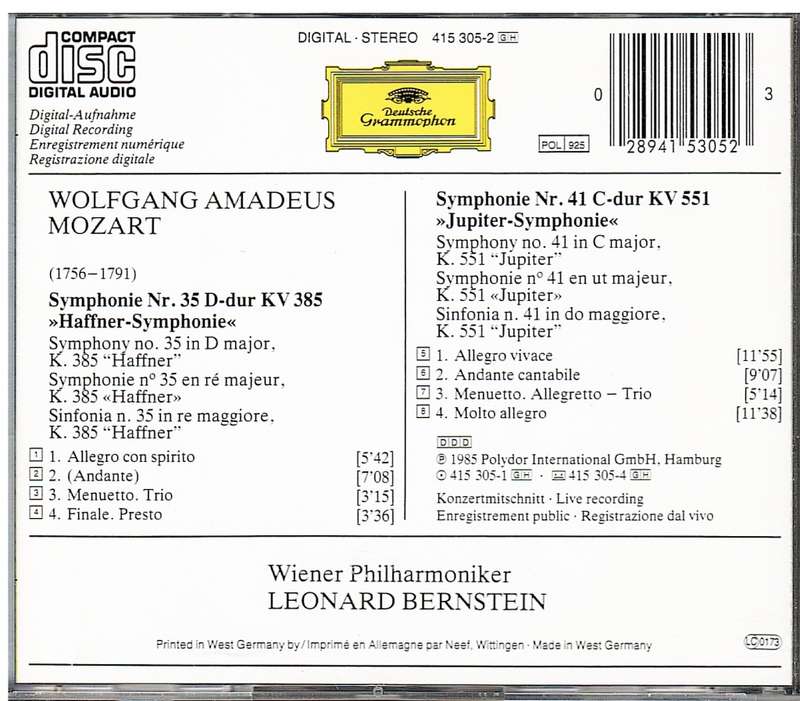 COMPACT
disc
DIGITAL AUDIO
DIGITAL · STEREO 415 305-2 GH
Deutsche
Grammophon
POL 925
0 28941 53052 3
Digital-Aufnahme
Digital Recording
Enregistrement numérique
Registrazione digitale
WOLFGANG AMADEUS
MOZART
(1756–1791)
Symphonie Nr. 35 D-dur KV 385
»Haffner-Symphonie«
Symphony no. 35 in D major,
K. 385 “Haffner”
Symphonie nº 35 en ré majeur,
K. 385 «Haffner»
Sinfonia n. 35 in re maggiore,
K. 385 “Haffner”
1 1. Allegro con spirito [5'42]
2 2. (Andante) [7'08]
3 3. Menuetto. Trio [3'15]
4 4. Finale. Presto [3'36]
Symphonie Nr. 41 C-dur KV 551
»Jupiter-Symphonie«
Symphony no. 41 in C major,
K. 551 “Jupiter”
Symphonie nº 41 en ut majeur,
K. 551 «Jupiter»
Sinfonia n. 41 in do maggiore,
K. 551 “Jupiter”
5 1. Allegro vivace [11'55]
6 2. Andante cantabile [9'07]
7 3. Menuetto. Allegretto – Trio [5'14]
8 4. Molto allegro [11'38]
DDD
℗ 1985 Polydor International GmbH, Hamburg
415 305-1 GH · 415 305-4 GH
Konzertmitschnitt · Live recording
Enregistrement public · Registrazione dal vivo
Wiener Philharmoniker
LEONARD BERNSTEIN
Printed in West Germany by/Imprimé en Allemagne par Neef, Wittingen · Made in West Germany
LC 0173